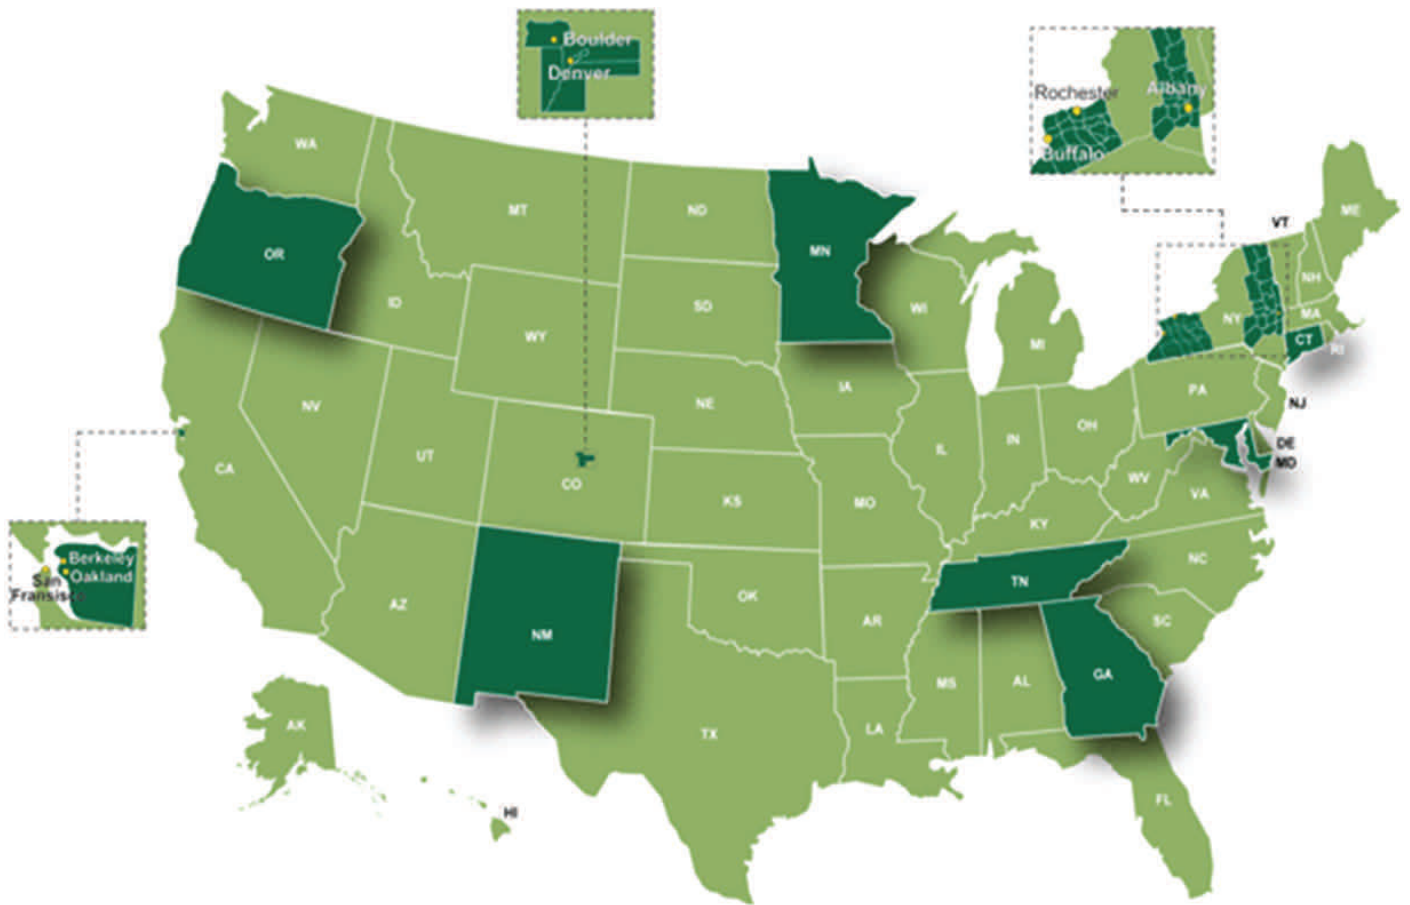 Boulder
Denver
Rochester
Albany
Buffalo
WA
MT
ND
MN
VT
ME
OR
ID
SD
WI
NH
WY
MI
NY
MA
CT
RI
NV
NE
IA
PA
NJ
UT
CO
IL
IN
OH
DE
MD
CA
KS
MO
WV
VA
KY
Berkeley
Oakland
San
Fransisco
AZ
NM
OK
AR
TN
NC
SC
MS
AL
GA
AK
TX
LA
HI
FL